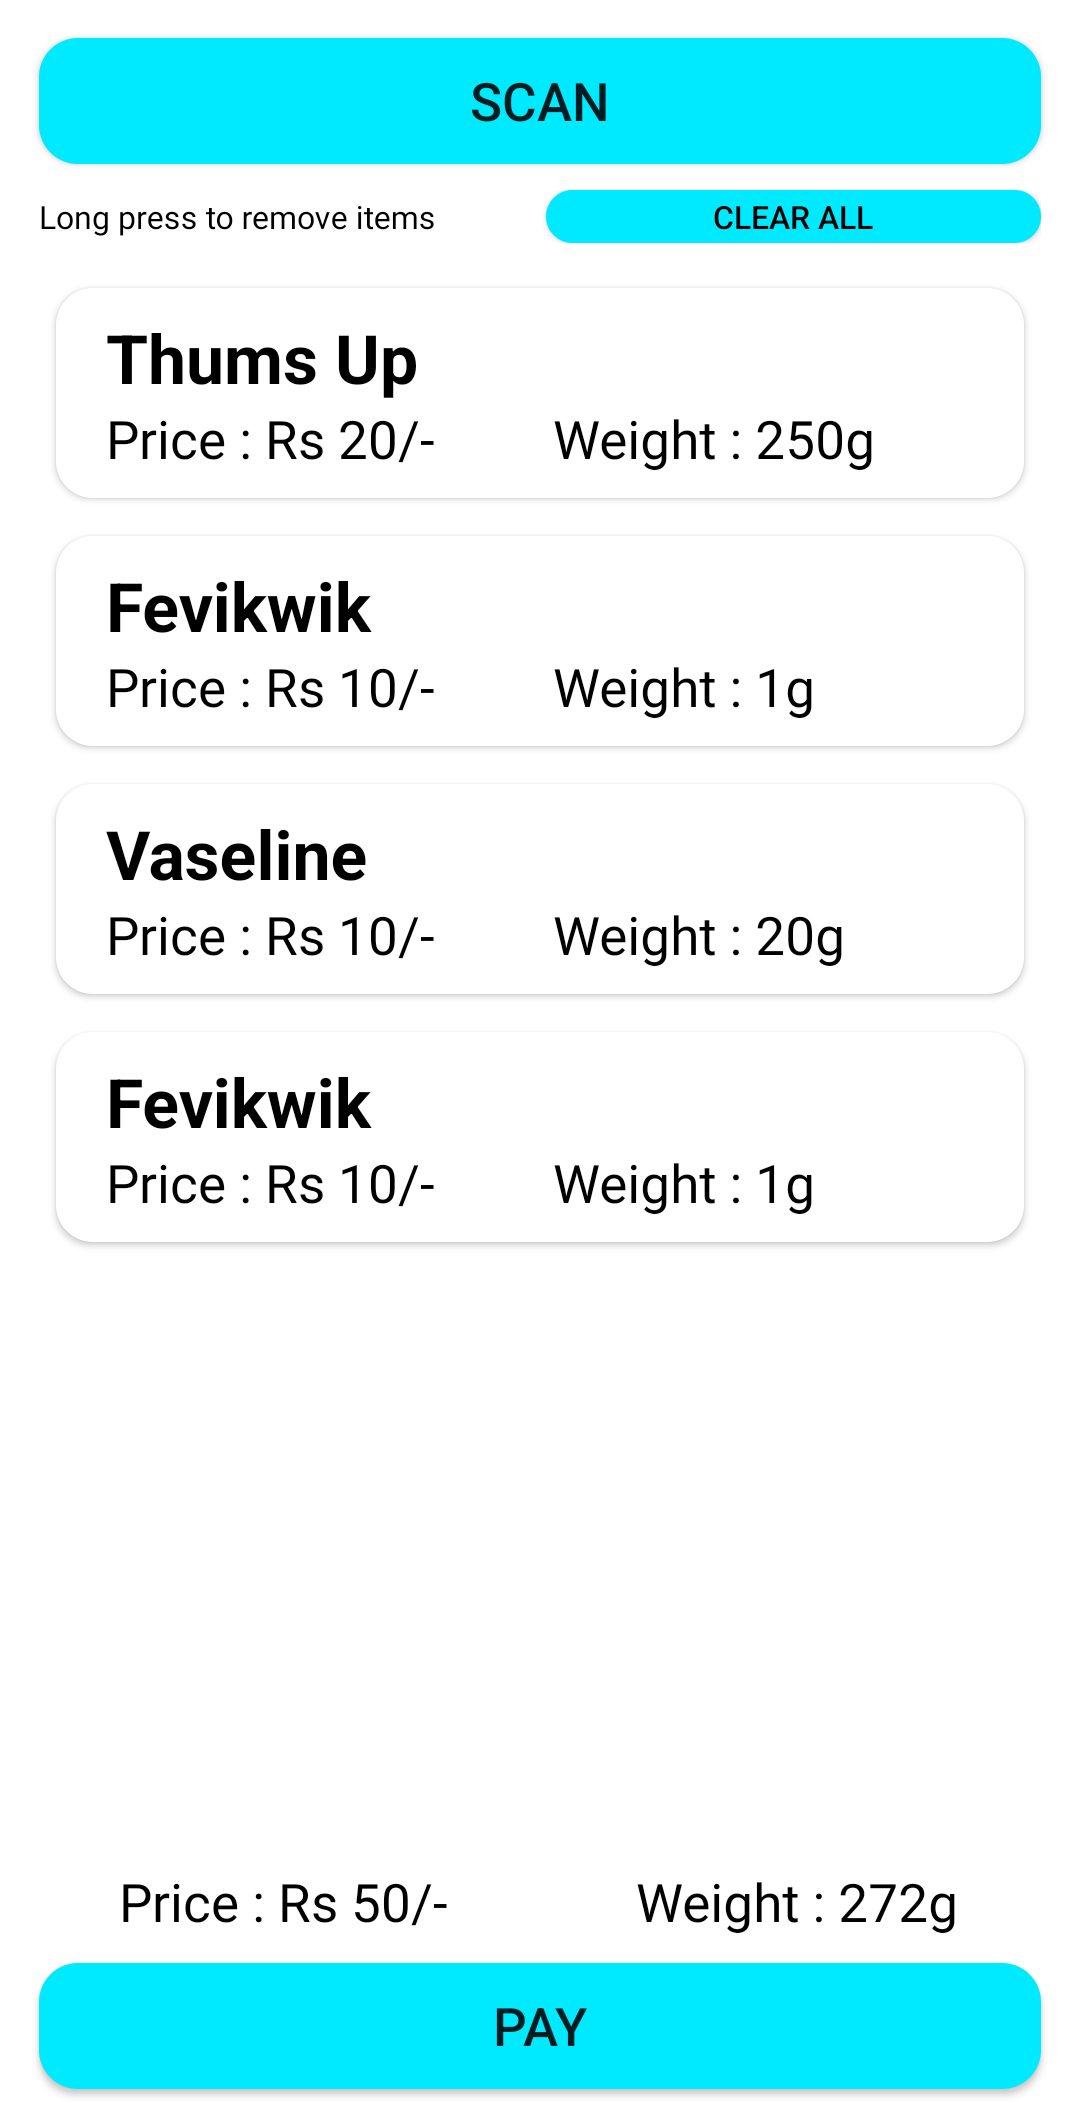 SCAN
Long press to remove items CLEAR ALL
Thums Up
Price : Rs 20/- Weight : 250g
Fevikwik
Price : Rs 10/- Weight : 1g
Vaseline
Price : Rs 10/- Weight : 20g
Fevikwik
Price : Rs 10/- Weight : 1g
Price : Rs 50/- Weight : 272g
PAY